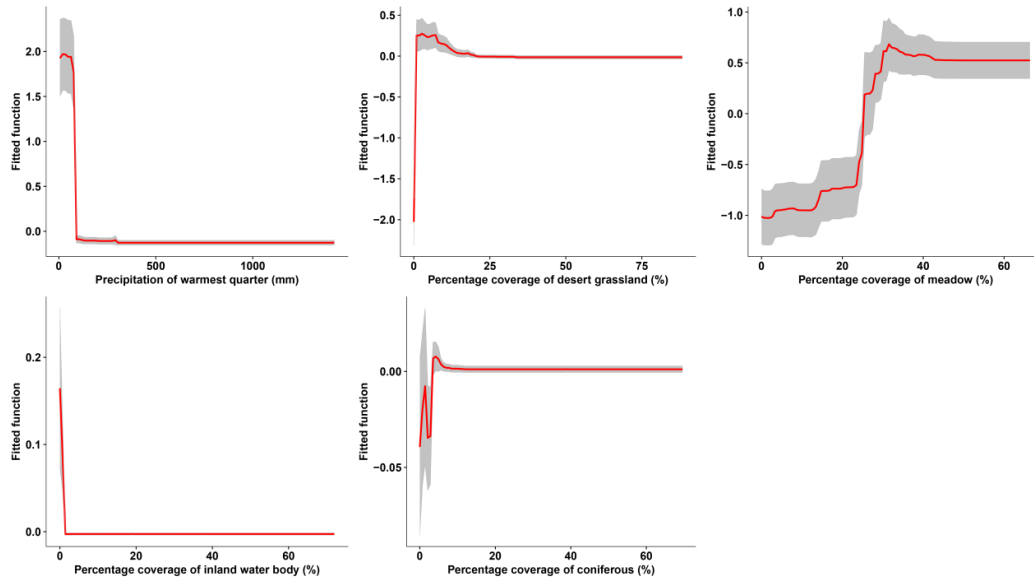 Fitted function
2.0
1.5
1.0
0.5
0.0
0 500 1000
Precipitation of warmest quarter (mm)
Fitted function
0.5
0.0
−0.5
−1.0
−1.5
−2.0
0 25 50 75
Percentage coverage of desert grassland (%)
Fitted function
1.0
0.5
0.0
−0.5
−1.0
0 20 40 60
Percentage coverage of meadow (%)
Fitted function
0.2
0.1
0.0
0 20 40 60
Percentage coverage of inland water body (%)
Fitted function
0.00
−0.05
0 20 40 60
Percentage coverage of coniferous (%)